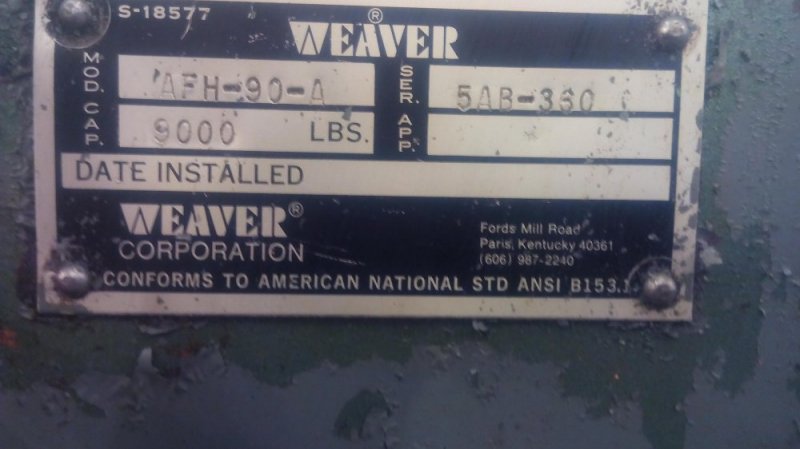 S-18577
WEAVER®
MOD. AFH-90-A SER. 5AB-360
CAP. 9000 LBS. APP.
DATE INSTALLED
WEAVER®
CORPORATION
Fords Mill Road
Paris, Kentucky 40361
(606) 987-2240
CONFORMS TO AMERICAN NATIONAL STD ANSI B153.1